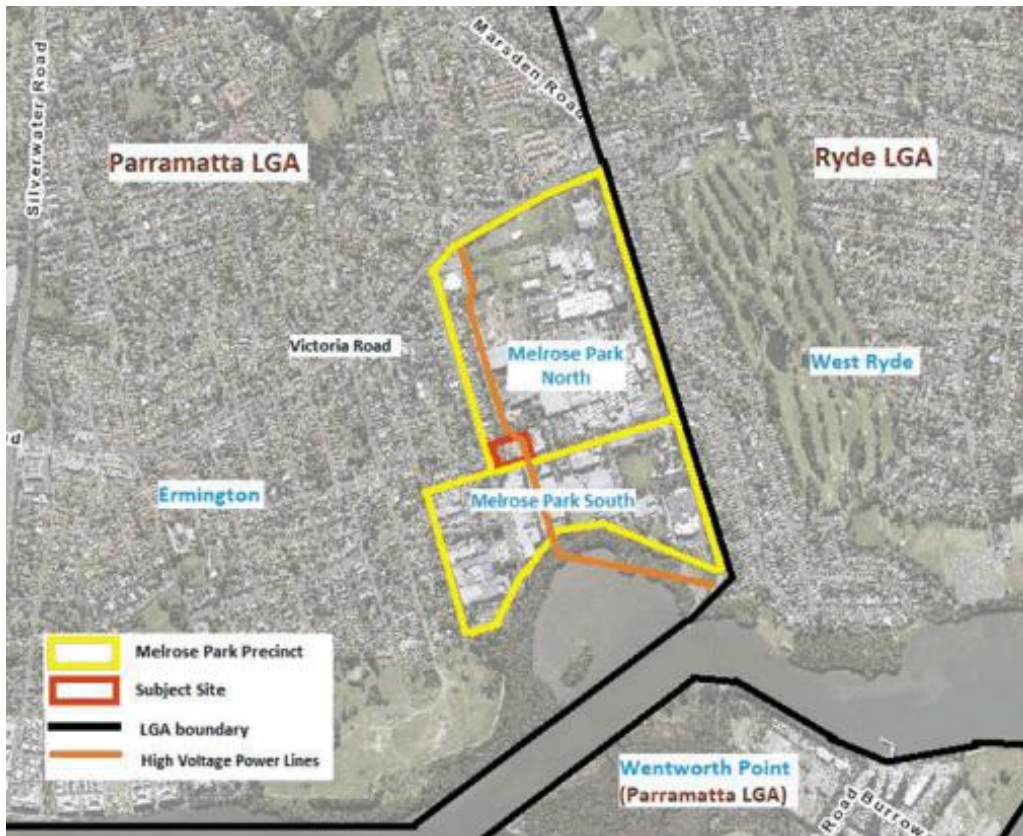 Marsden Road
Silverwater Road
Parramatta LGA
Ryde LGA
Victoria Road
Melrose Park
North
West Ryde
d
Ermington
Melrose Park South
Melrose Park Precinct
Subject Site
LGA boundary
High Voltage Power Lines
Wentworth Point
(Parramatta LGA)
Road
Burrow